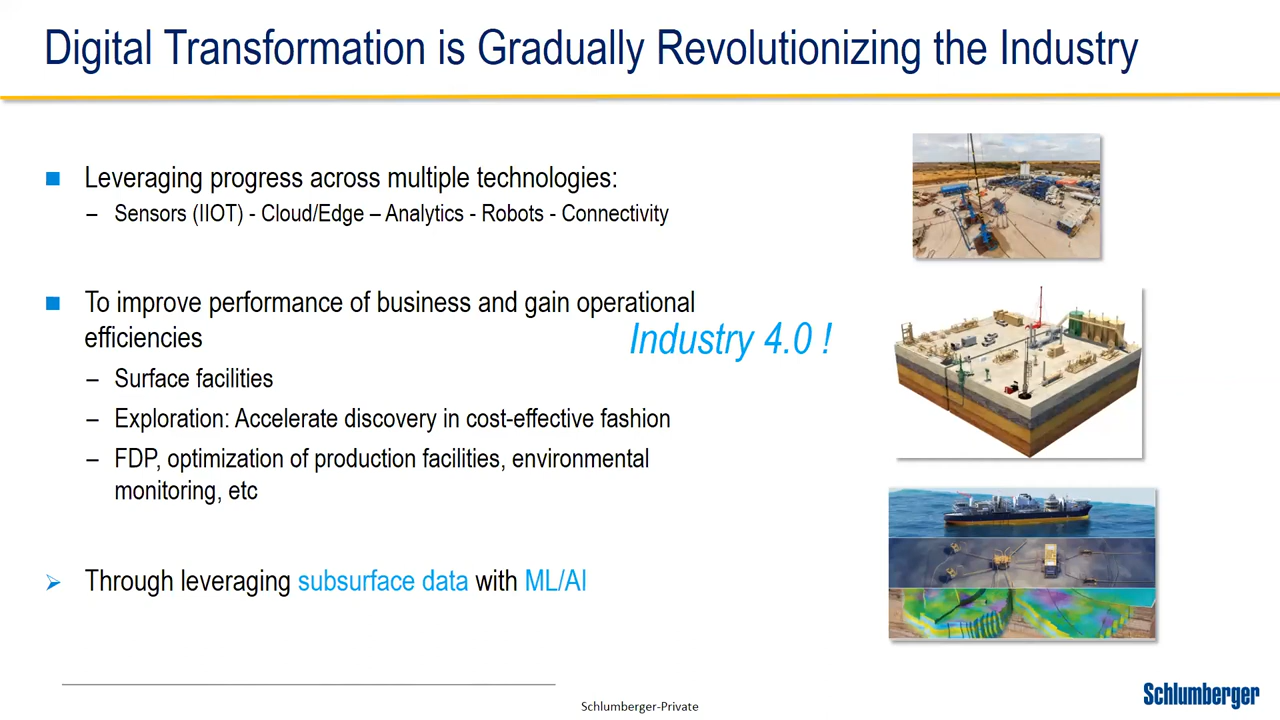 Digital Transformation is Gradually Revolutionizing the Industry
Leveraging progress across multiple technologies:
– Sensors (IIOT) - Cloud/Edge – Analytics - Robots - Connectivity
To improve performance of business and gain operational
efficiencies
Industry 4.0 !
– Surface facilities
– Exploration: Accelerate discovery in cost-effective fashion
– FDP, optimization of production facilities, environmental
monitoring, etc
Through leveraging subsurface data with ML/AI
Schlumberger-Private
Schlumberger